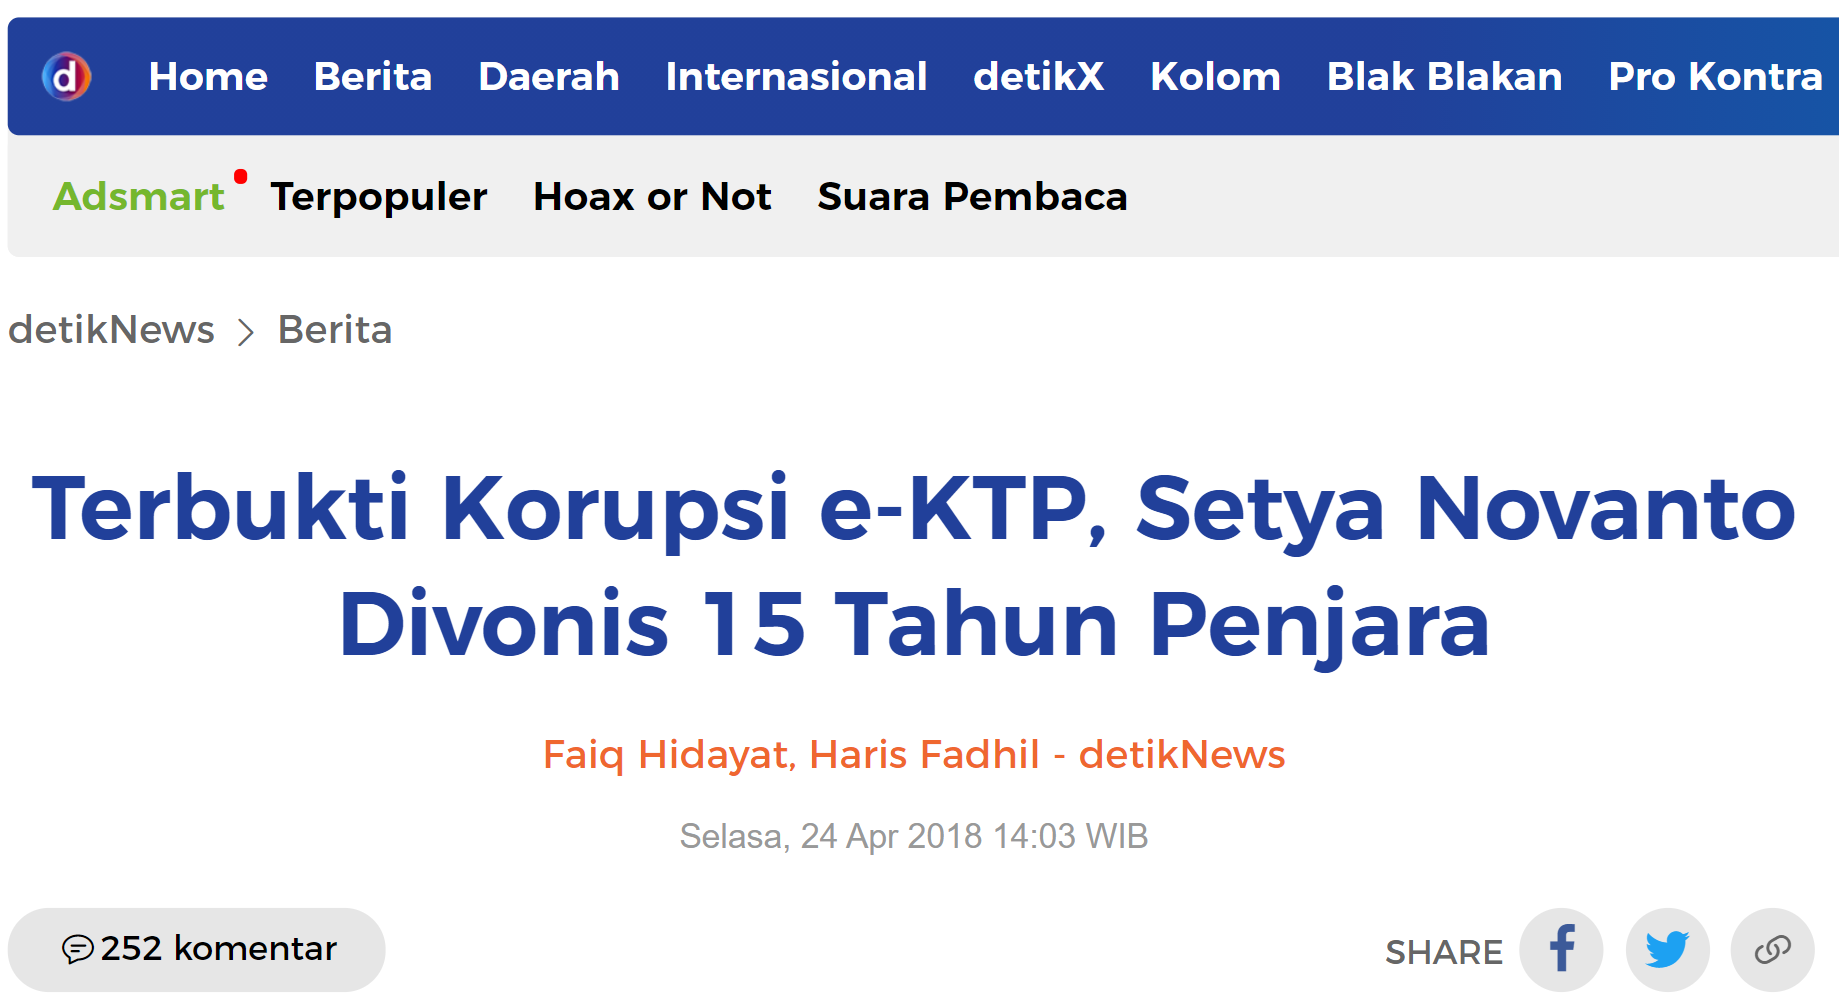 d Home Berita Daerah Internasional detikX Kolom Blak Blakan Pro Kontra
Adsmart Terpopuler Hoax or Not Suara Pembaca
detikNews > Berita
Terbukti Korupsi e-KTP, Setya Novanto
Divonis 15 Tahun Penjara
Faiq Hidayat, Haris Fadhil - detikNews
Selasa, 24 Apr 2018 14:03 WIB
252 komentar SHARE